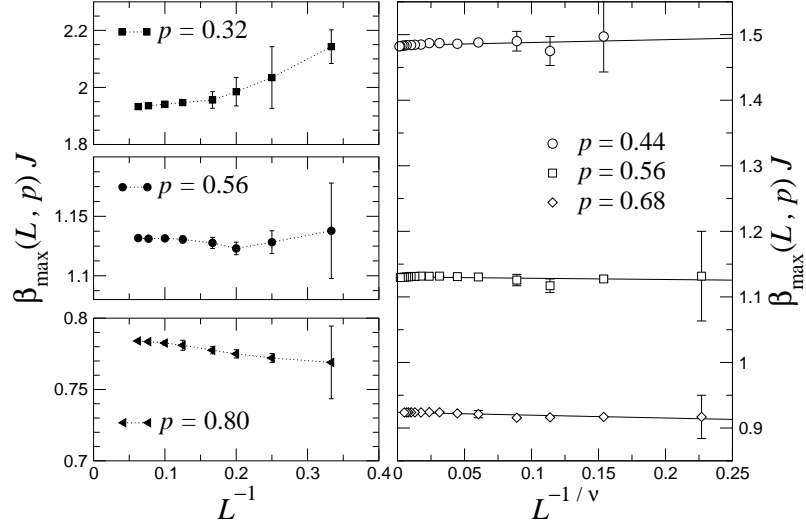 β_max(L, p) J
2.2
2
1.8
p = 0.32
1.15
1.1
p = 0.56
0.8
0.75
0.7
p = 0.80
0 0.1 0.2 0.3 0.4
L^{-1}
p = 0.44
p = 0.56
p = 0.68
1.5
1.4
1.3
1.2
1.1
1
0.9
β_max(L, p) J
0 0.05 0.1 0.15 0.2 0.25
L^{-1/ν}